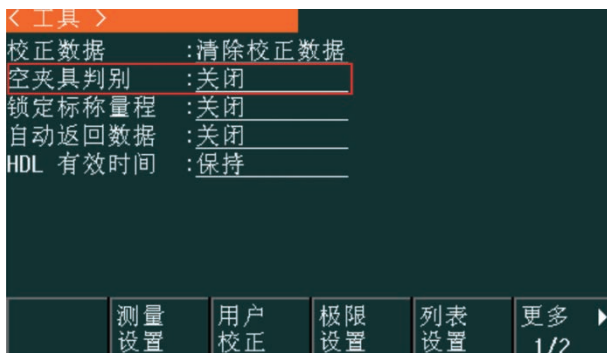 < 工具 >
校正数据 :清除校正数据
空夹具判别 :关闭
锁定标称量程 :关闭
自动返回数据 :关闭
HDL 有效时间 :保持
测量设置
用户校正
极限设置
列表设置
更多 1/2